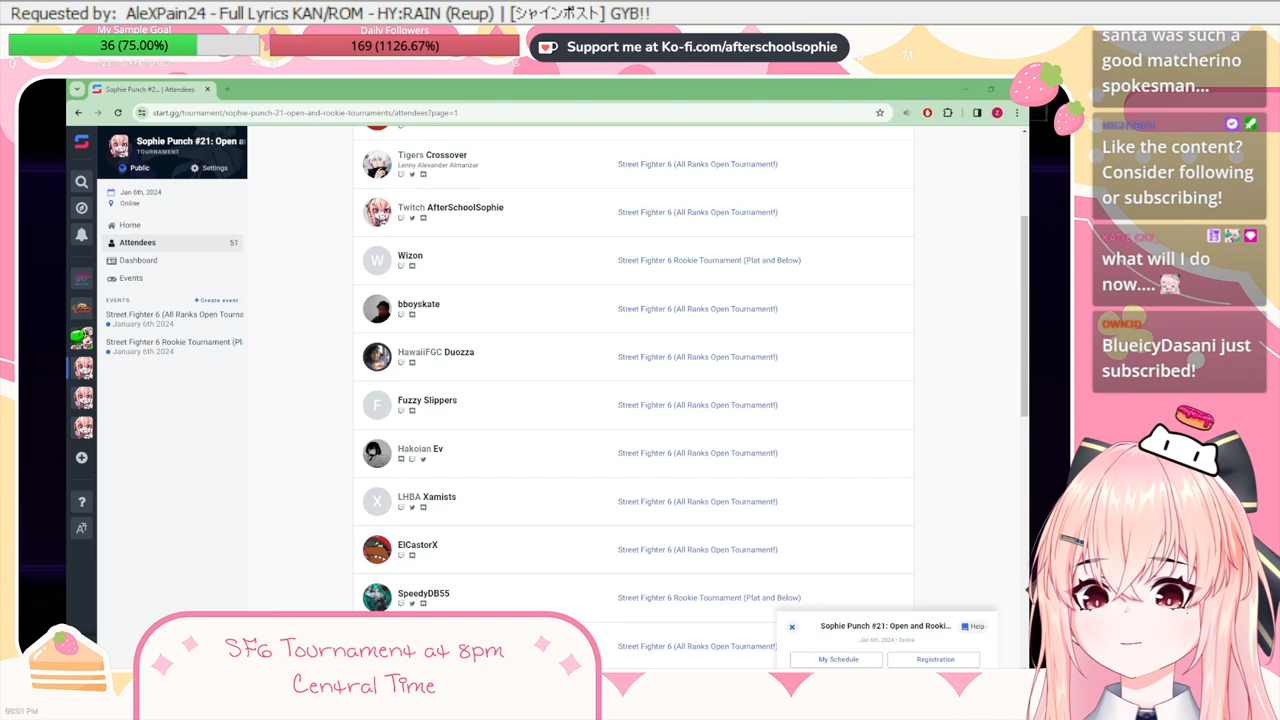 Requested by: AleXPain24 - Full Lyrics KAN/ROM - HY:RAIN (Reup) | [シャインポスト] GYB!!
My Sample Goal
36 (75.00%)
0
Daily Followers
169 (1126.67%)
0
Support me at Ko-fi.com/afterschoolsophie
71
santa was such a
good matcherino
spokesman...
Like the content?
Consider following
or subscribing!
what will I do
now....
OWN3D
BlueicyDasani just
subscribed!
Sophie Punch #2... | Attendees
start.gg/tournament/sophie-punch-21-open-and-rookie-tournaments/attendees?page=1
Sophie Punch #21: Open a
TOURNAMENT
Public
Settings
Jan 6th, 2024
Online
Home
Attendees 51
Dashboard
Events
EVENTS
+ Create event
Street Fighter 6 (All Ranks Open Tourna
January 6th 2024
Street Fighter 6 Rookie Tournament (Pl
January 6th 2024
Tigers Crossover
Lenny Alexander Almanzar
Street Fighter 6 (All Ranks Open Tournament!)
Twitch AfterSchoolSophie
Street Fighter 6 (All Ranks Open Tournament!)
W
Wizon
Street Fighter 6 Rookie Tournament (Plat and Below)
bboyskate
Street Fighter 6 (All Ranks Open Tournament!)
HawaiiFGC Duozza
Street Fighter 6 (All Ranks Open Tournament!)
F
Fuzzy Slippers
Street Fighter 6 (All Ranks Open Tournament!)
Hakoian Ev
Street Fighter 6 (All Ranks Open Tournament!)
X
LHBA Xamists
Street Fighter 6 (All Ranks Open Tournament!)
ElCastorX
Street Fighter 6 (All Ranks Open Tournament!)
SpeedyDB55
Street Fighter 6 Rookie Tournament (Plat and Below)
Street Fighter 6 (All Ranks Open Tournament!)
Sophie Punch #21: Open and Rooki...
Help
Jan 6th, 2024 • Online
My Schedule
Registration
SF6 Tournament at 8pm
Central Time
08:01 PM